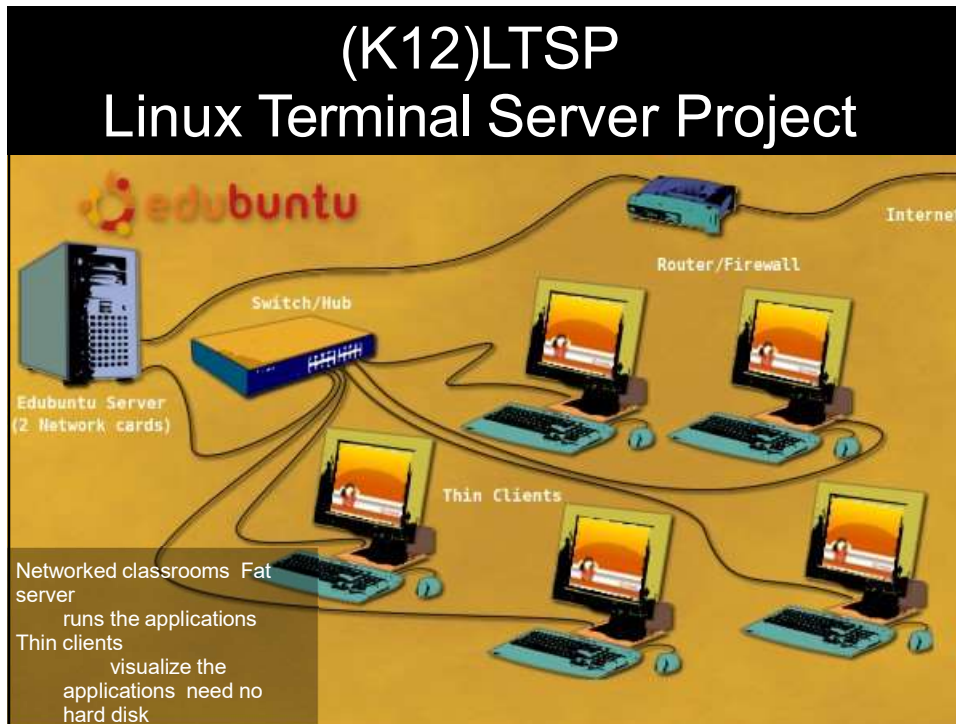 (K12)LTSP
Linux Terminal Server Project
edubuntu
Internet
Router/Firewall
Switch/Hub
Edubuntu Server
(2 Network cards)
Thin Clients
Networked classrooms Fat
server
runs the applications
Thin clients
visualize the
applications need no
hard disk